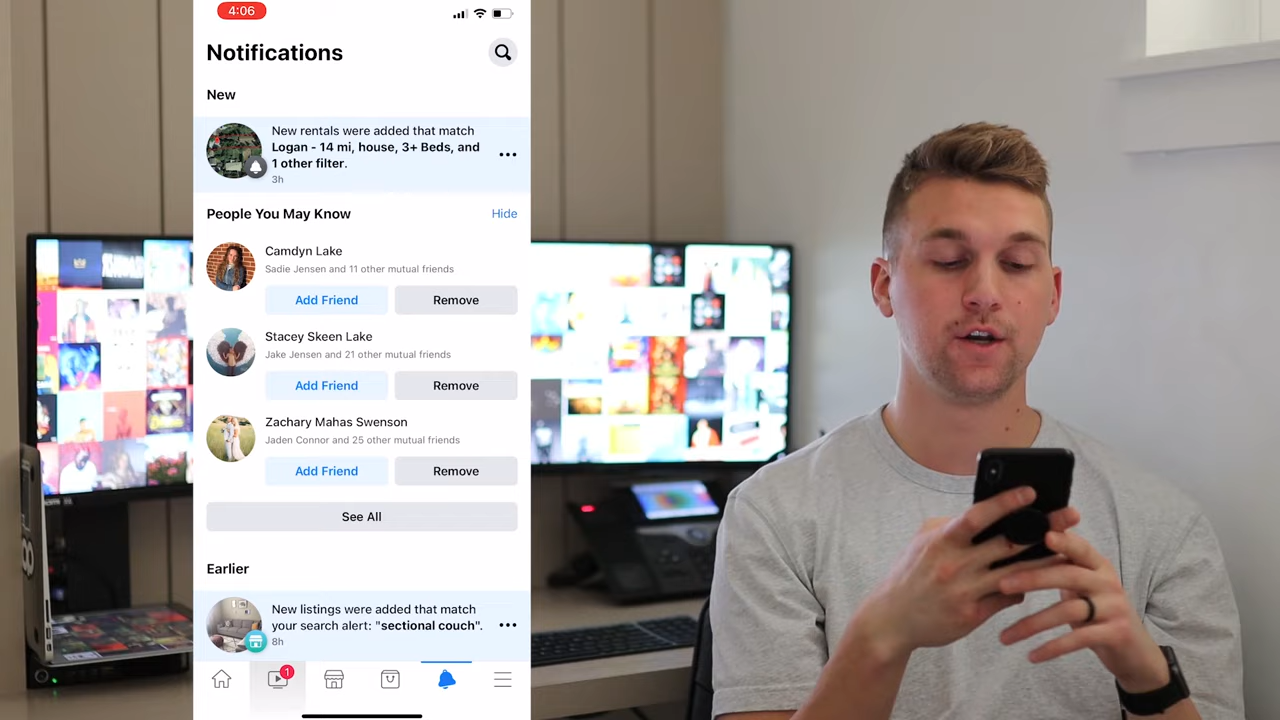 4:06
Notifications
New
New rentals were added that match
Logan - 14 mi, house, 3+ Beds, and
1 other filter.
3h
People You May Know
Hide
Camdyn Lake
Sadie Jensen and 11 other mutual friends
Add Friend
Remove
Stacey Skeen Lake
Jake Jensen and 21 other mutual friends
Add Friend
Remove
Zachary Mahas Swenson
Jaden Connor and 25 other mutual friends
Add Friend
Remove
See All
Earlier
New listings were added that match
your search alert: "sectional couch".
8h
1